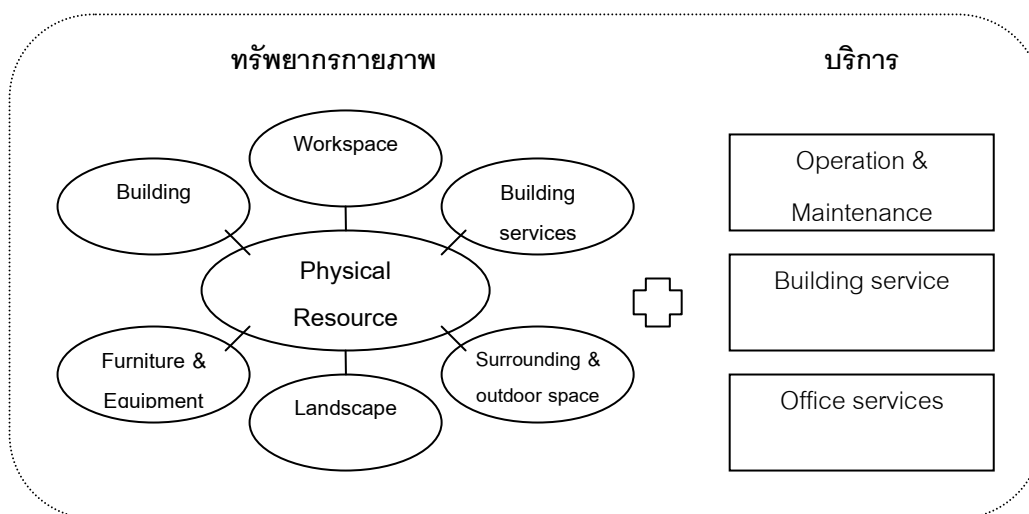 ทรัพยากรกายภาพ
บริการ
Workspace
Building
Building
services
Physical
Resource
Furniture &
Equipment
Landscape
Surrounding &
outdoor space
Operation &
Maintenance
Building service
Office services